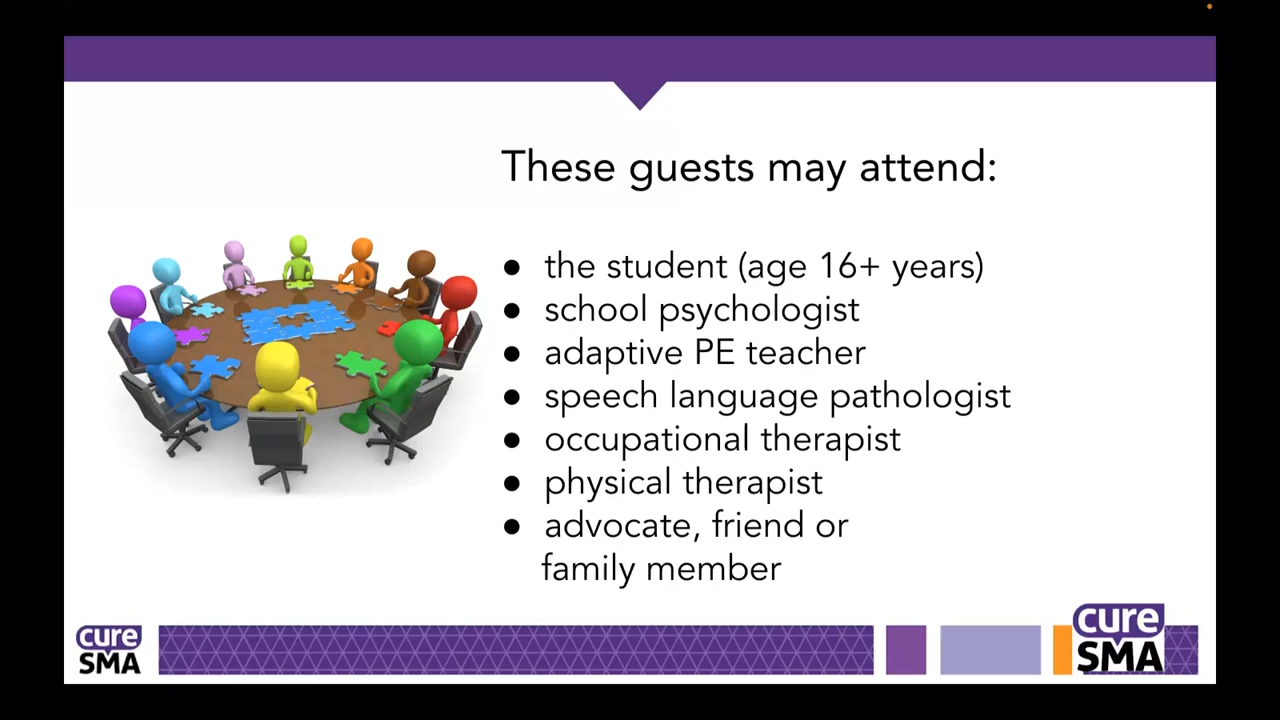 These guests may attend:
● the student (age 16+ years)
● school psychologist
● adaptive PE teacher
● speech language pathologist
● occupational therapist
● physical therapist
● advocate, friend or
family member
cure
SMA
cure
SMA